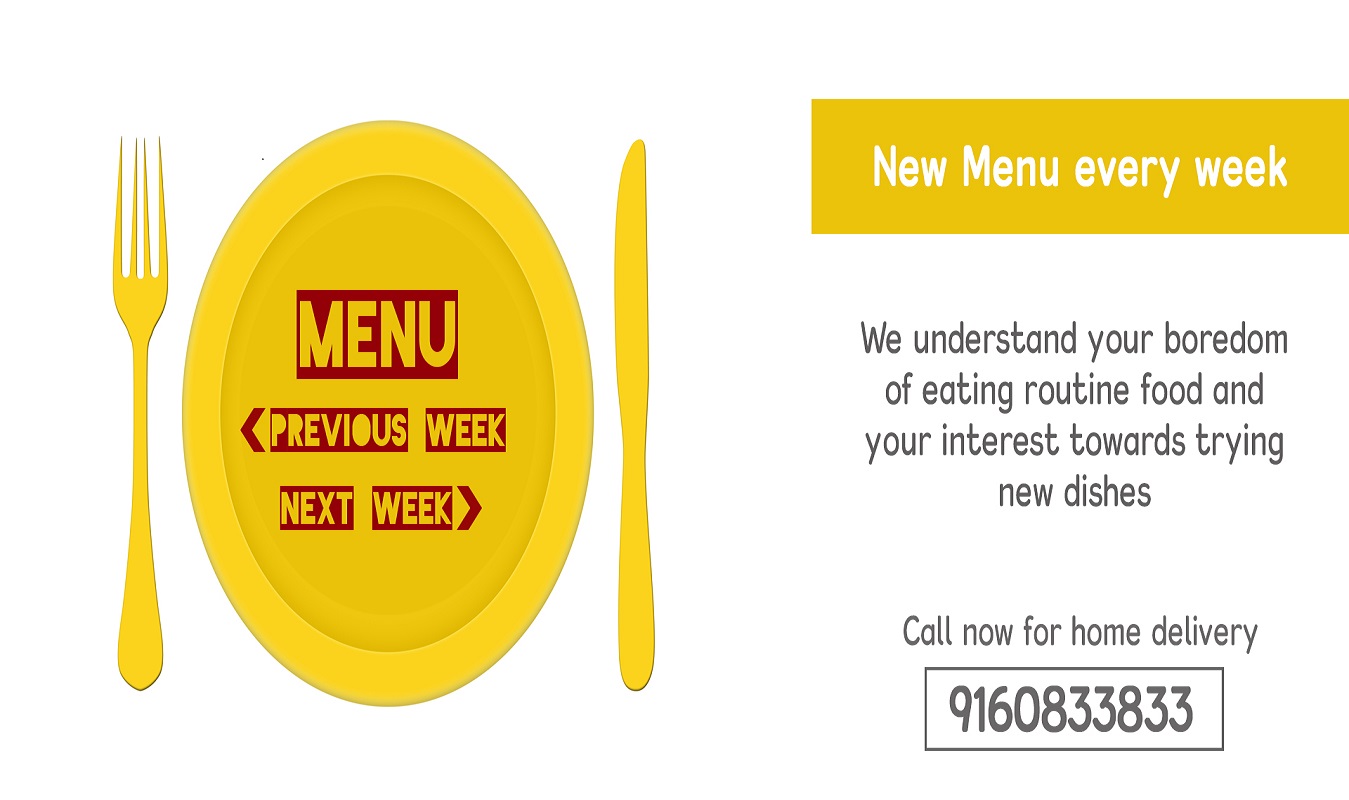 MENU
PREVIOUS WEEK
NEXT WEEK
New Menu every week
We understand your boredom
of eating routine food and
your interest towards trying
new dishes
Call now for home delivery
9160833833